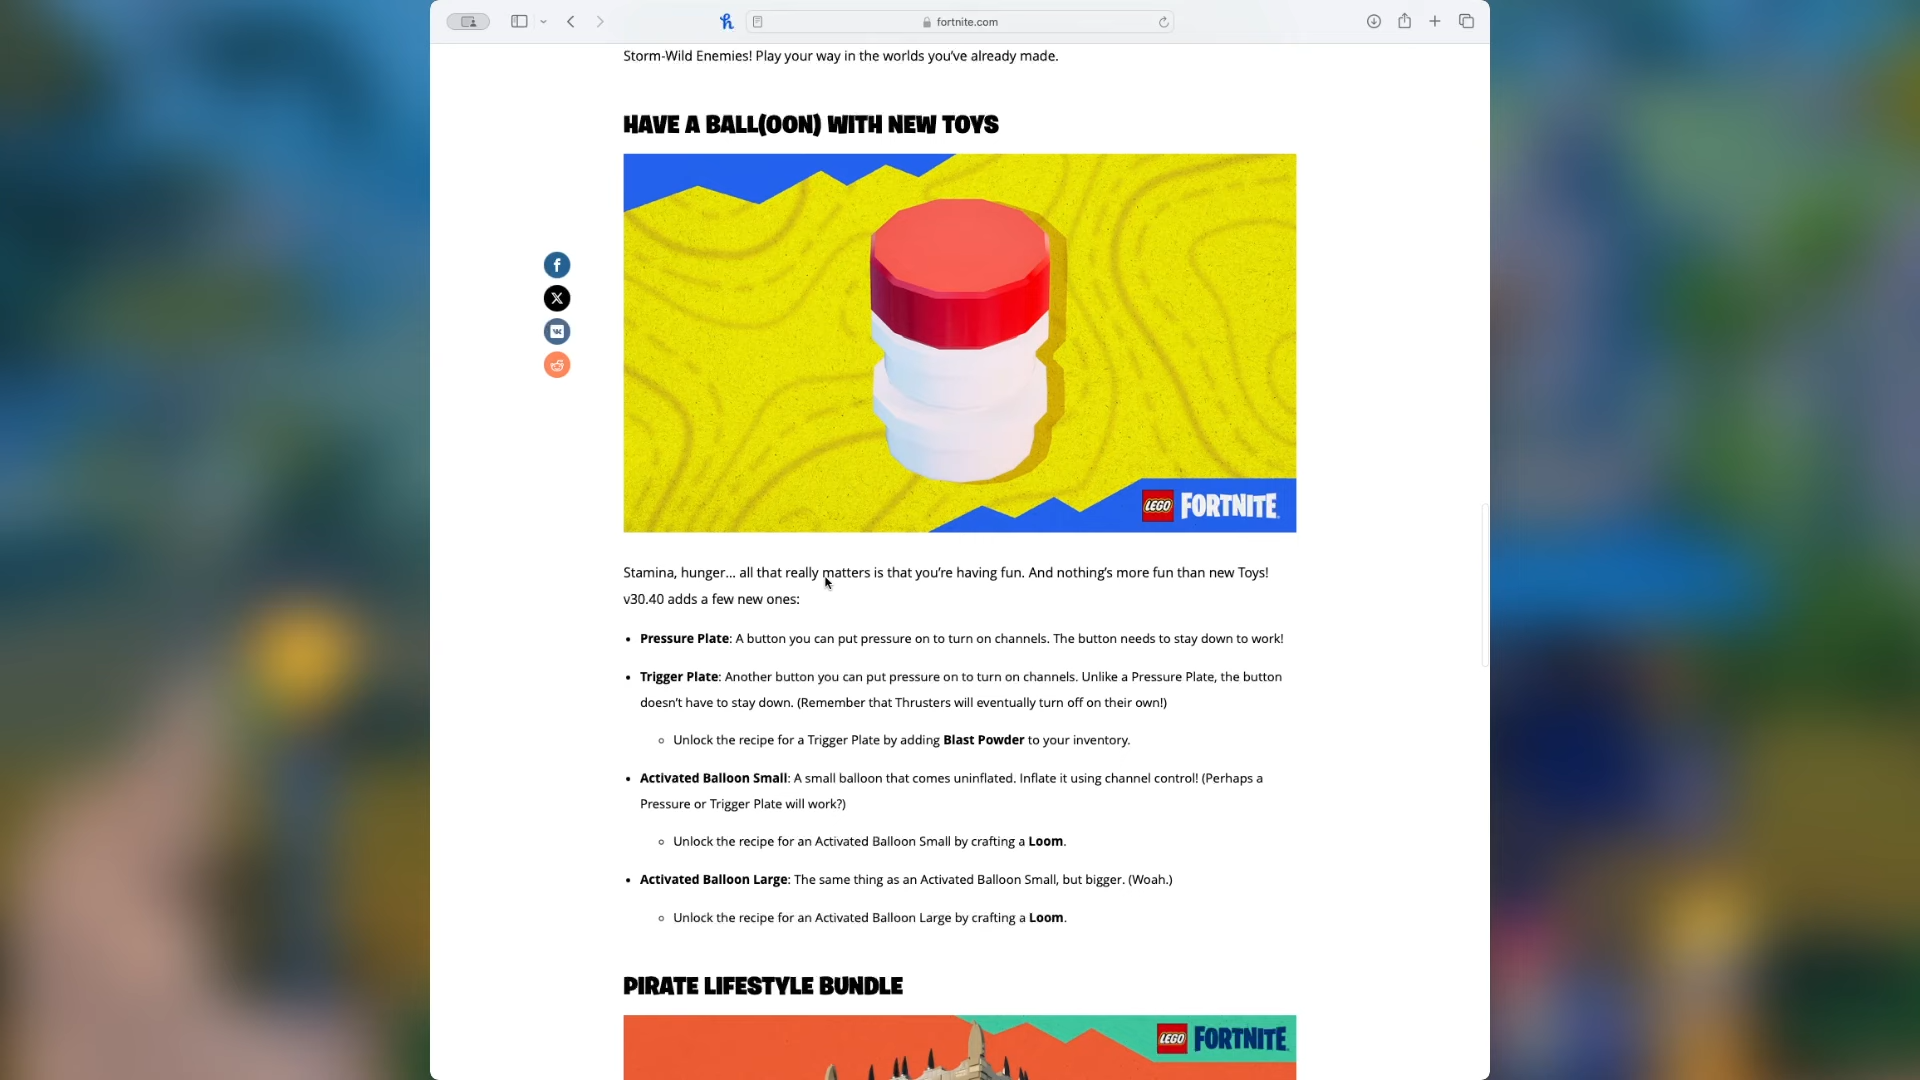 fortnite.com
Storm-Wild Enemies! Play your way in the worlds you've already made.
HAVE A BALL(OON) WITH NEW TOYS
LEGO FORTNITE
Stamina, hunger... all that really matters is that you're having fun. And nothing's more fun than new Toys!
v30.40 adds a few new ones:
• Pressure Plate: A button you can put pressure on to turn on channels. The button needs to stay down to work!
• Trigger Plate: Another button you can put pressure on to turn on channels. Unlike a Pressure Plate, the button
doesn't have to stay down. (Remember that Thrusters will eventually turn off on their own!)
○ Unlock the recipe for a Trigger Plate by adding Blast Powder to your inventory.
• Activated Balloon Small: A small balloon that comes uninflated. Inflate it using channel control! (Perhaps a
Pressure or Trigger Plate will work?)
○ Unlock the recipe for an Activated Balloon Small by crafting a Loom.
• Activated Balloon Large: The same thing as an Activated Balloon Small, but bigger. (Woah.)
○ Unlock the recipe for an Activated Balloon Large by crafting a Loom.
PIRATE LIFESTYLE BUNDLE
LEGO FORTNITE